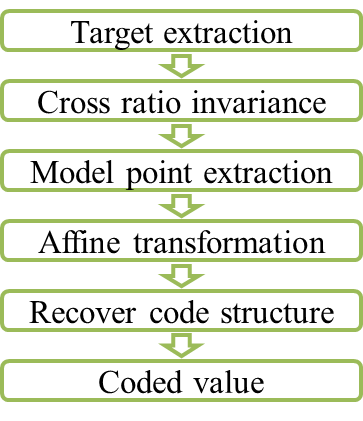 Target extraction
Cross ratio invariance
Model point extraction
Affine transformation
Recover code structure
Coded value